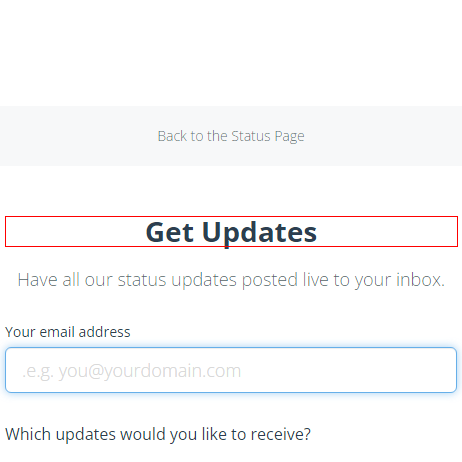 Back to the Status Page
Get Updates
Have all our status updates posted live to your inbox.
Your email address
.e.g. you@yourdomain.com
Which updates would you like to receive?